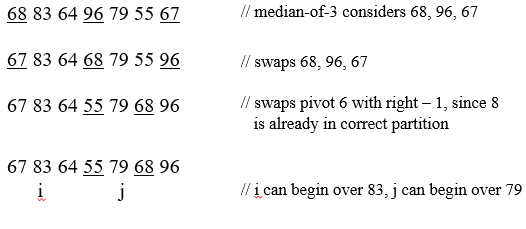 68 83 64 96 79 55 67 // median-of-3 considers 68, 96, 67
67 83 64 68 79 55 96 // swaps 68, 96, 67
67 83 64 55 79 68 96 // swaps pivot 6 with right – 1, since 8
is already in correct partition
67 83 64 55 79 68 96
i j // i can begin over 83, j can begin over 79